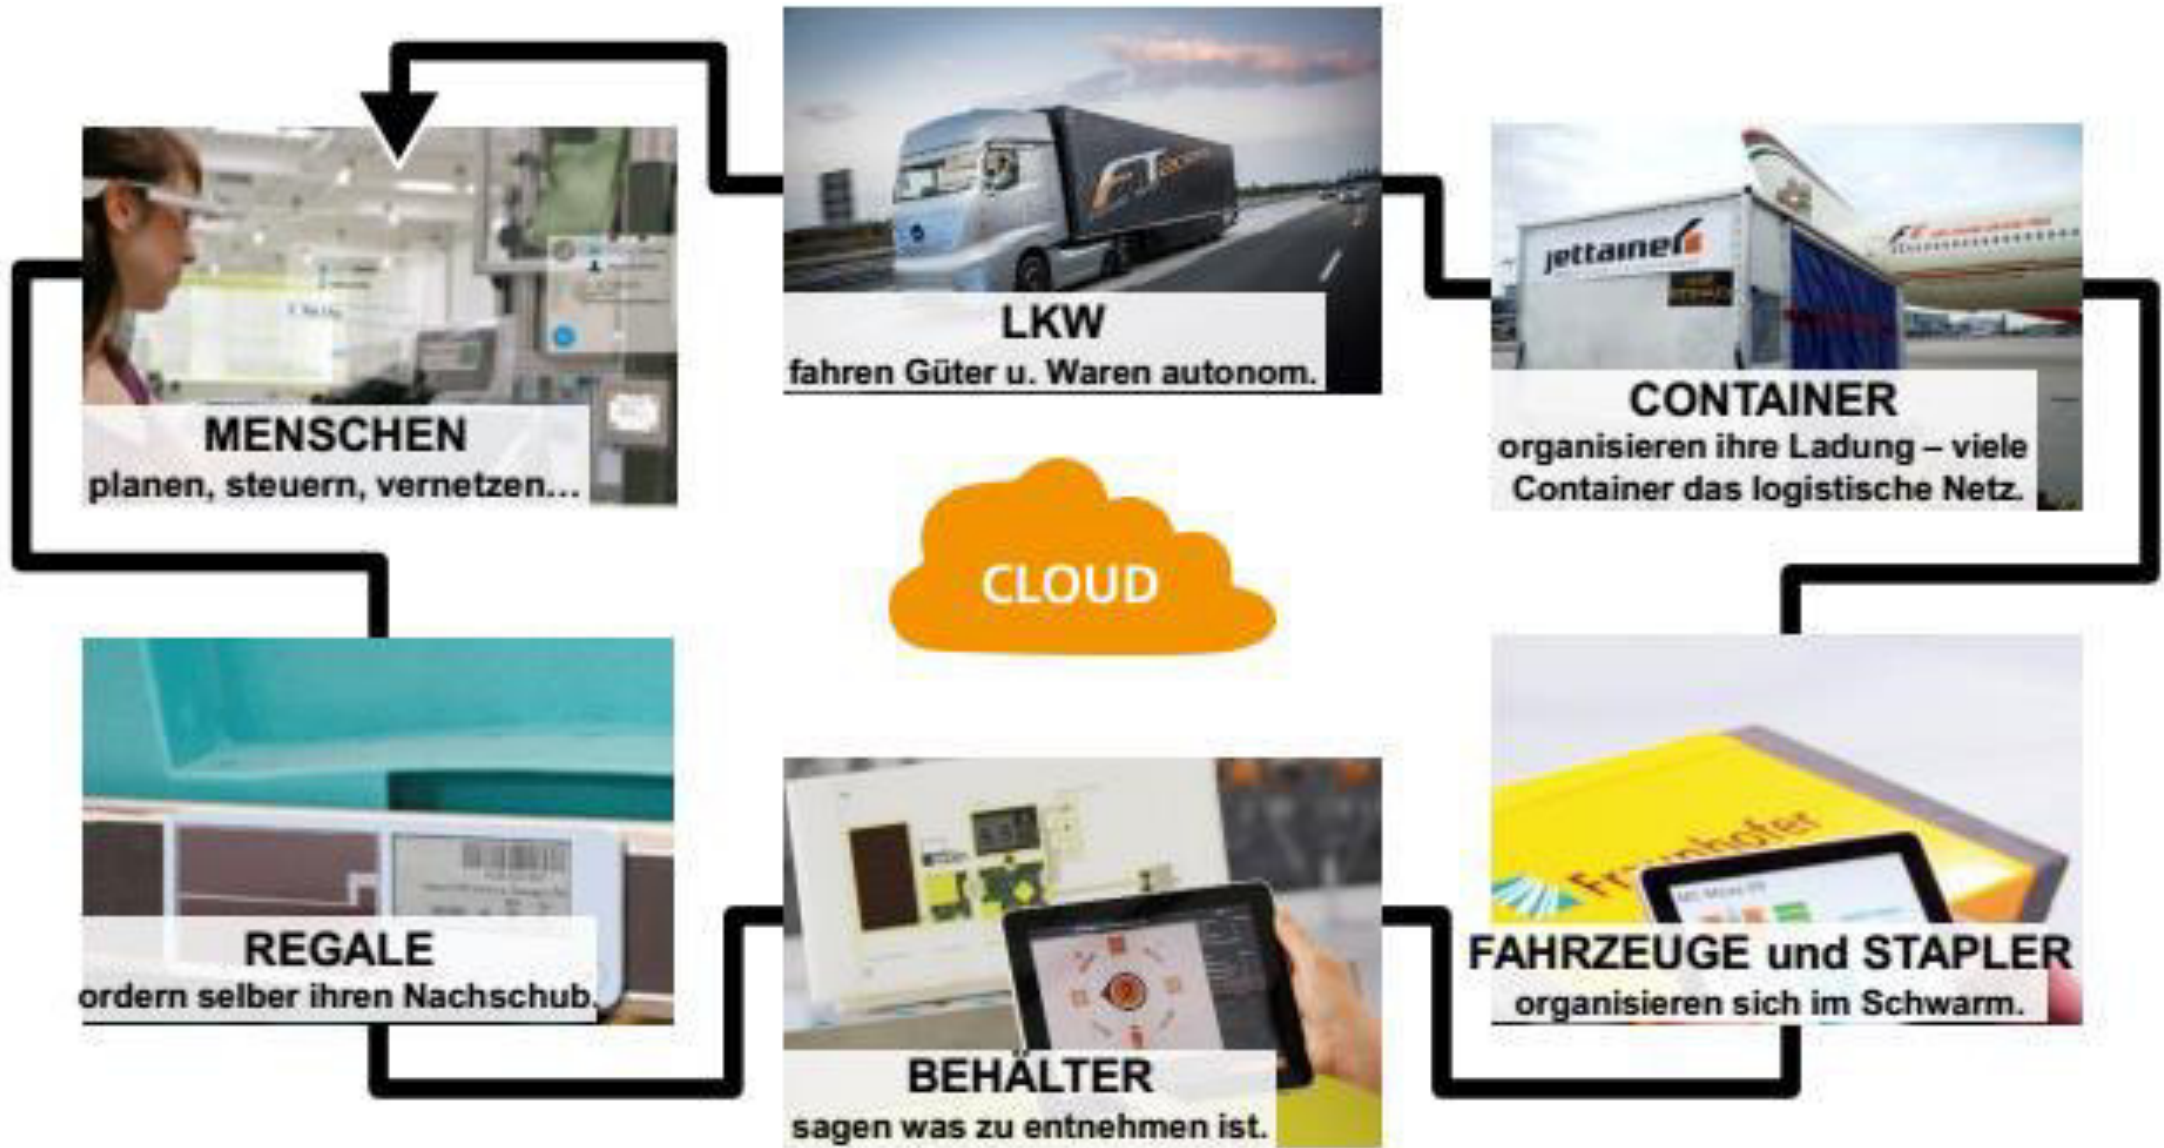 LKW
fahren Güter u. Waren autonom.
jettainer
MENSCHEN
planen, steuern, vernetzen...
CONTAINER
organisieren ihre Ladung – viele
Container das logistische Netz.
CLOUD
REGALE
ordern selber ihren Nachschub.
BEHÄLTER
sagen was zu entnehmen ist.
Fraunhofer
FAHRZEUGE und STAPLER
organisieren sich im Schwarm.